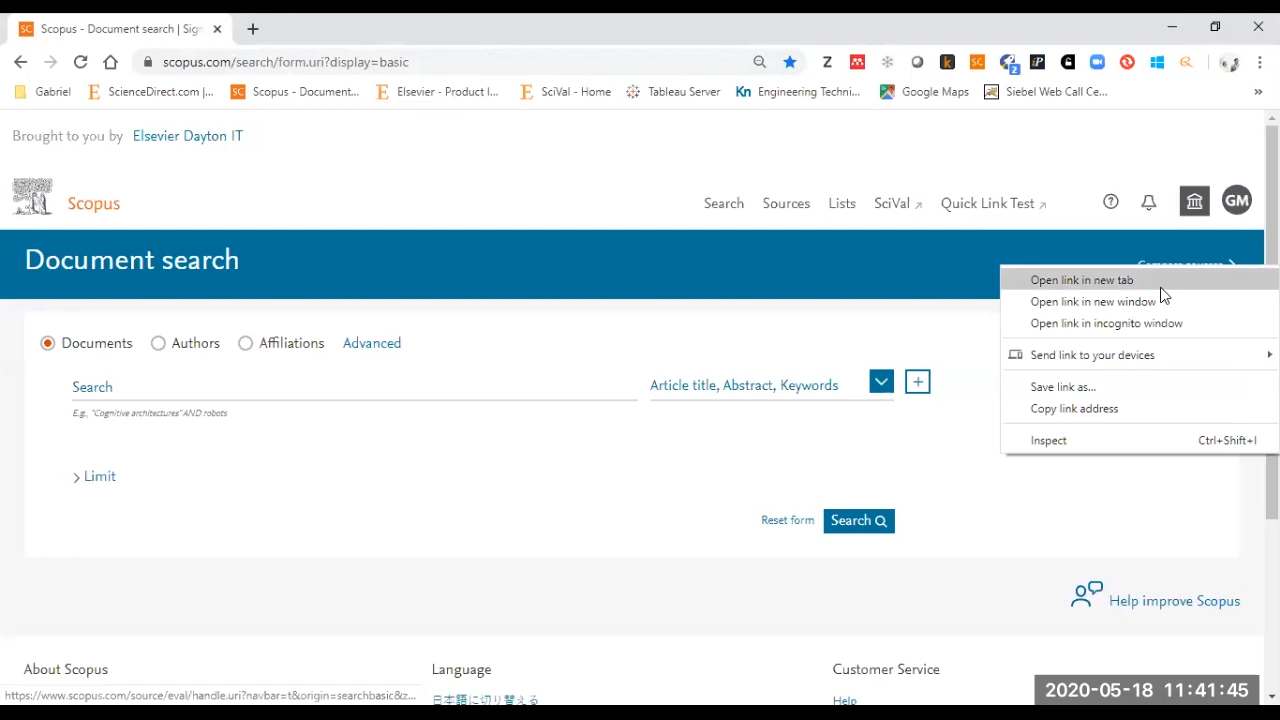 Scopus - Document search | Sig
scopus.com/search/form.uri?display=basic
Gabriel
ScienceDirect.com |...
Scopus - Document...
Elsevier - Product I...
SciVal - Home
Tableau Server
Kn Engineering Techni...
Google Maps
Siebel Web Call Ce...
»
Brought to you by Elsevier Dayton IT
Scopus
Search
Sources
Lists
SciVal ↗
Quick Link Test ↗
GM
Document search
Compare sources >
Open link in new tab
Open link in new window
Open link in incognito window
Send link to your devices
Save link as...
Copy link address
Inspect Ctrl+Shift+I
Documents
Authors
Affiliations
Advanced
Search
Article title, Abstract, Keywords
E.g., "Cognitive architectures" AND robots
Limit
Reset form
Search
Help improve Scopus
About Scopus
Language
Customer Service
https://www.scopus.com/source/eval/handle.uri?navbar=t&origin=searchbasic&z...
日本語に切り替える
Help
2020-05-18 11:41:45